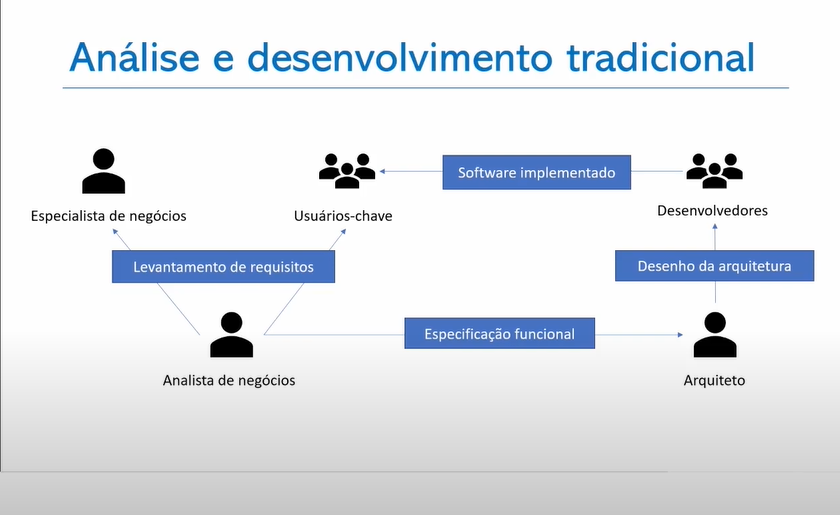 Análise e desenvolvimento tradicional
Software implementado
Especialista de negócios
Usuários-chave
Desenvolvedores
Levantamento de requisitos
Desenho da arquitetura
Especificação funcional
Analista de negócios
Arquiteto